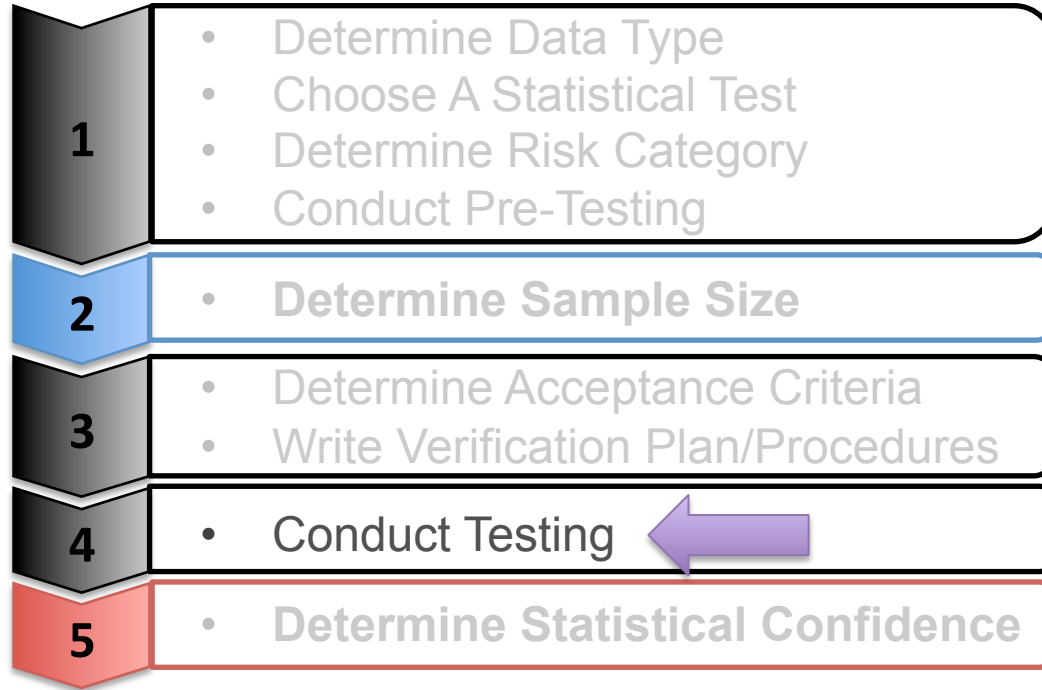 1
• Determine Data Type
• Choose A Statistical Test
• Determine Risk Category
• Conduct Pre-Testing
2
• Determine Sample Size
3
• Determine Acceptance Criteria
• Write Verification Plan/Procedures
4
• Conduct Testing
5
• Determine Statistical Confidence